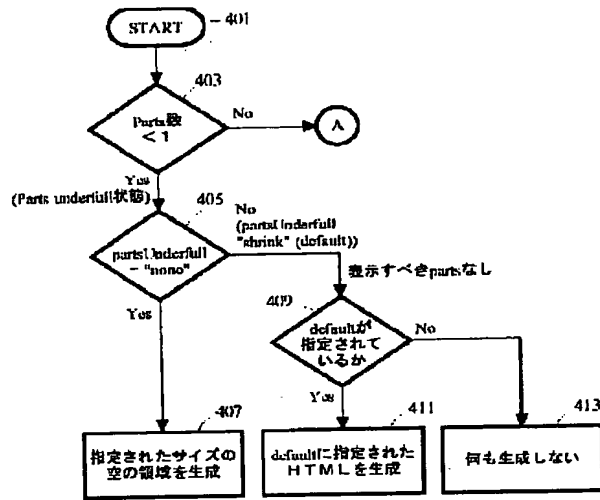 START
401
403
Parts数
< 1
No
A
Yes
(Parts underfull状態)
405
No
(partsUnderfull
"shrink" (default))
partsUnderfull
= "none"
表示すべきpartsなし
Yes
409
defaultが
指定されて
いるか
No
Yes
407
411
413
指定されたサイズの
空の領域を生成
defaultに指定された
HTMLを生成
何も生成しない